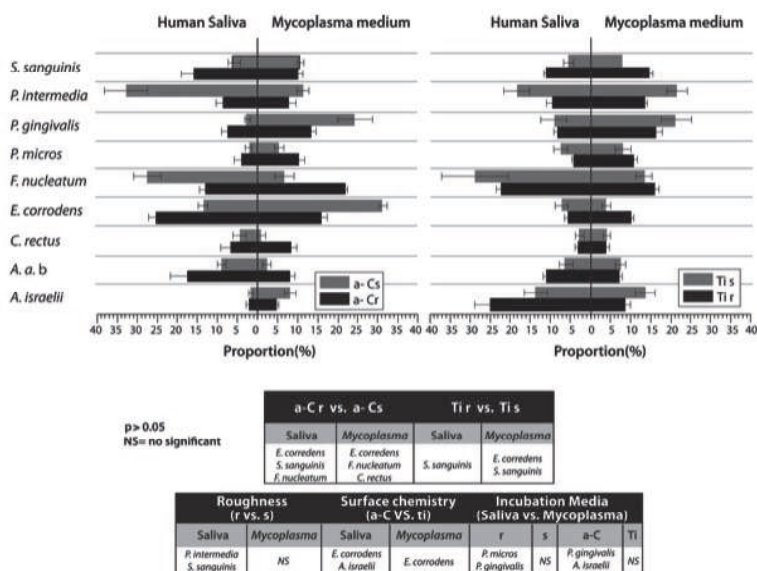 Human Saliva Mycoplasma medium Human Saliva Mycoplasma medium
S. sanguinis
P. intermedia
P. gingivalis
P. micros
F. nucleatum
E. corrodens
C. rectus
A. a. b
A. israelii
a- Cs
a- Cr
Ti s
Ti r
40 35 30 25 20 15 10 5 0 5 10 15 20 25 30 35 40 40 35 30 25 20 15 10 5 0 5 10 15 20 25 30 35 40
Proportion(%) Proportion(%)
p > 0.05
NS= no significant
a-C r vs. a- Cs Ti r vs. Ti s
Saliva Mycoplasma Saliva Mycoplasma
E. corredens E. corredens
S. sanguinis F. nucleatum S. sanguinis E. corredens
F. nucleatum C. rectus S. sanguinis
Roughness Surface chemistry Incubation Media
(r vs. s) (a-C VS. ti) (Saliva vs. Mycoplasma)
Saliva Mycoplasma Saliva Mycoplasma r s a-C Ti
P. intermedia NS E. corredens E. corredens P. micros NS P. gingivalis NS
S. sanguinis A. israelii P. gingivalis A. israelii